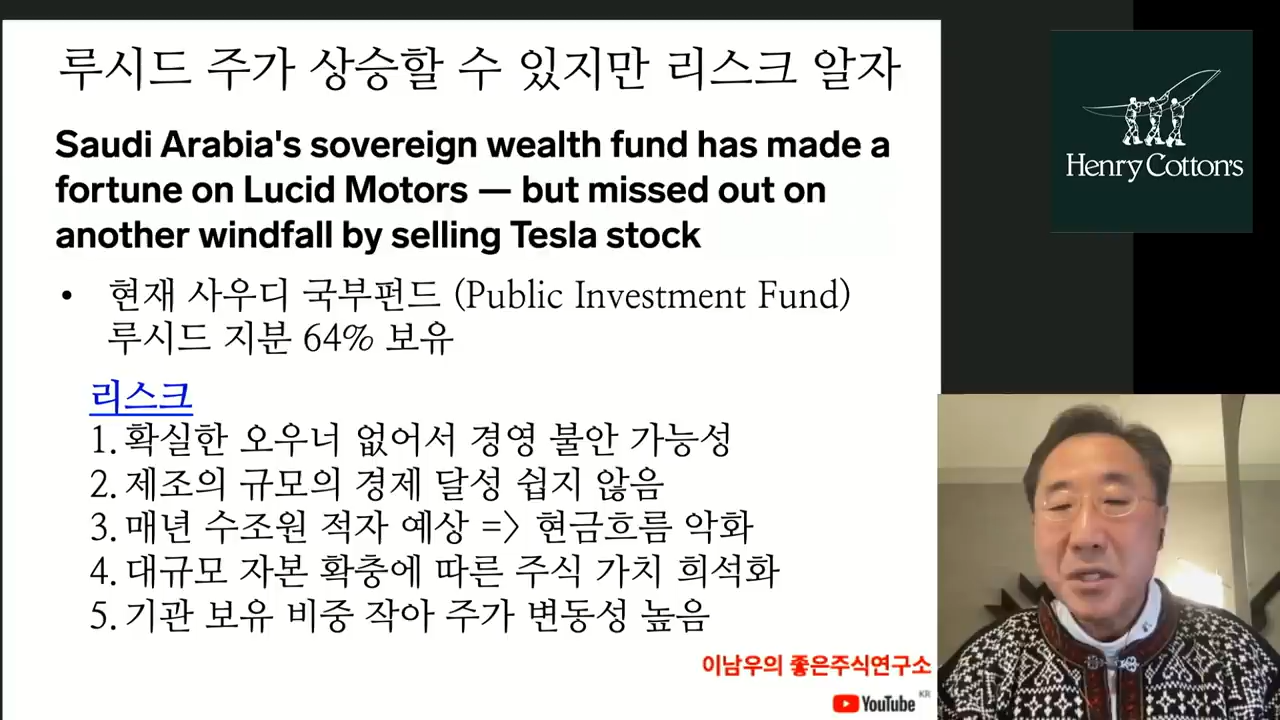 루시드 주가 상승할 수 있지만 리스크 알자
Saudi Arabia's sovereign wealth fund has made a
fortune on Lucid Motors — but missed out on
another windfall by selling Tesla stock
• 현재 사우디 국부펀드 (Public Investment Fund)
루시드 지분 64% 보유
리스크
1. 확실한 오우너 없어서 경영 불안 가능성
2. 제조의 규모의 경제 달성 쉽지 않음
3. 매년 수조원 적자 예상 => 현금흐름 악화
4. 대규모 자본 확충에 따른 주식 가치 희석화
5. 기관 보유 비중 작아 주가 변동성 높음
이남우의 좋은주식연구소
YouTube KR
Henry Cotton's